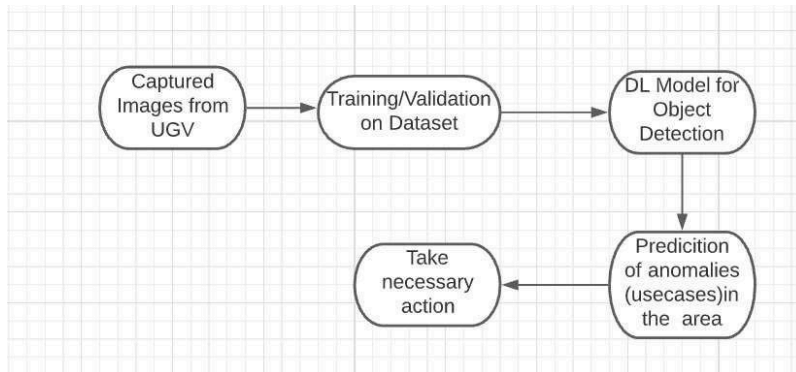 Captured
Images from
UGV
Training/Validation
on Dataset
DL Model for
Object
Detection
Predicition
of anomalies
(usecases)in
the area
Take
necessary
action